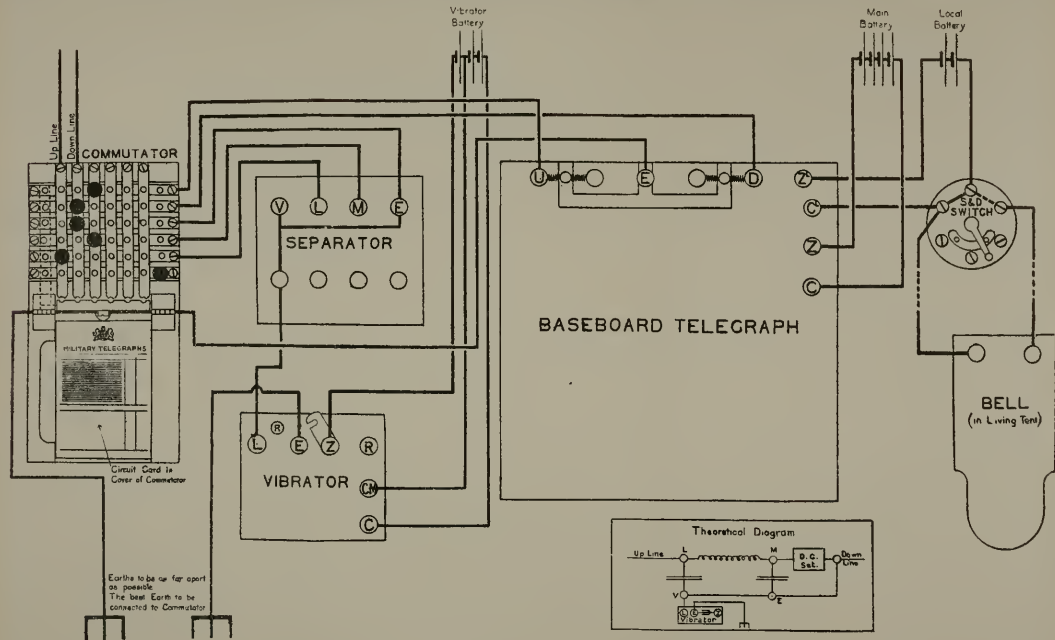 Vibrator
Battery
Main
Battery
Local
Battery
Up Line
Down Line
COMMUTATOR
U
E
D
Z
C
Z
C
S&D
SWITCH
V
L
M
E
SEPARATOR
BASEBOARD TELEGRAPH
MILITARY TELEGRAPHS
BELL
(in Living Tent)
L
R
E
Z
R
VIBRATOR
CM
C
Circuit Card in
Cover of Commutator
Earths to be as far apart
as possible
The best Earth to be
connected to Commutator
Theoretical Diagram
Up Line
L
M
D.C.
Set.
Down
Line
V
E
L
E
Z
Vibrator